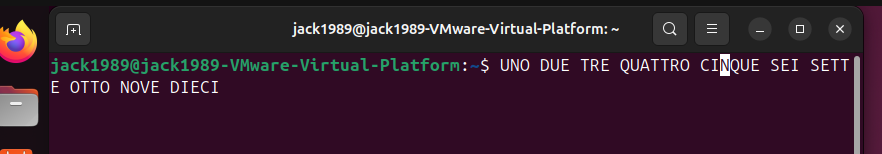 jack1989@jack1989-VMware-Virtual-Platform: ~
jack1989@jack1989-VMware-Virtual-Platform:~$ UNO DUE TRE QUATTRO CINQUE SEI SETT
E OTTO NOVE DIECI